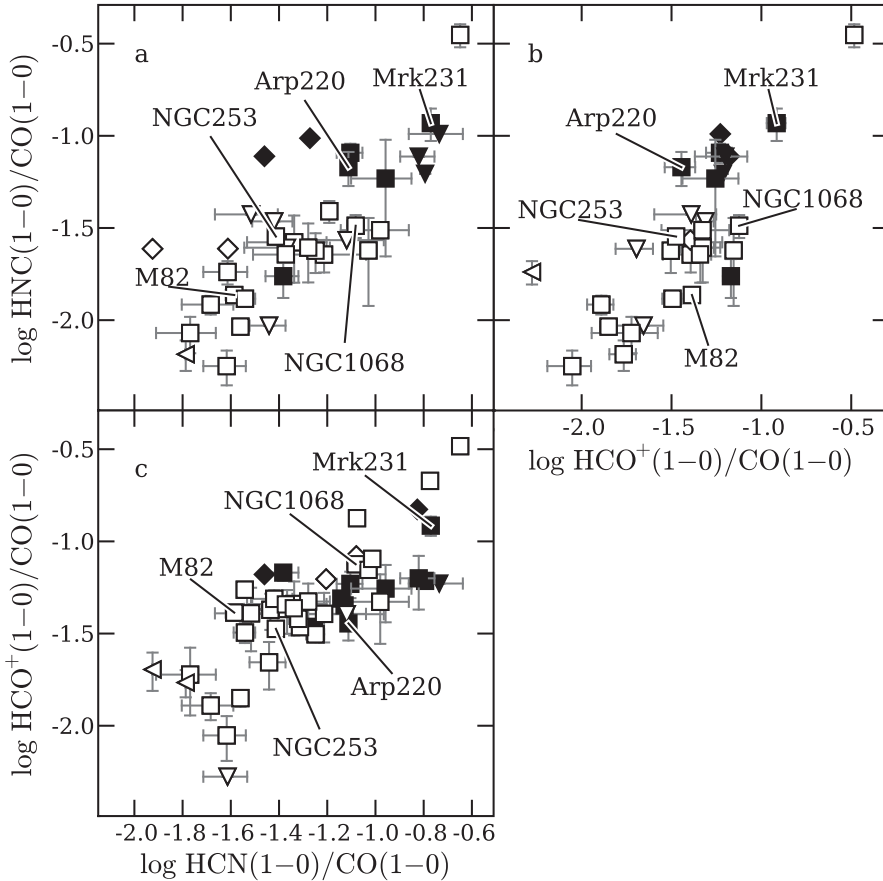 a
b
-0.5
-1.0
-1.5
-2.0
log HNC(1−0)/CO(1−0)
Arp220
Mrk231
NGC253
M82
NGC1068
Mrk231
Arp220
NGC253
NGC1068
M82
-2.0 -1.5 -1.0 -0.5
log HCO⁺(1−0)/CO(1−0)
c
-0.5
-1.0
-1.5
-2.0
log HCO⁺(1−0)/CO(1−0)
Mrk231
NGC1068
M82
Arp220
NGC253
-2.0 -1.8 -1.6 -1.4 -1.2 -1.0 -0.8 -0.6
log HCN(1−0)/CO(1−0)